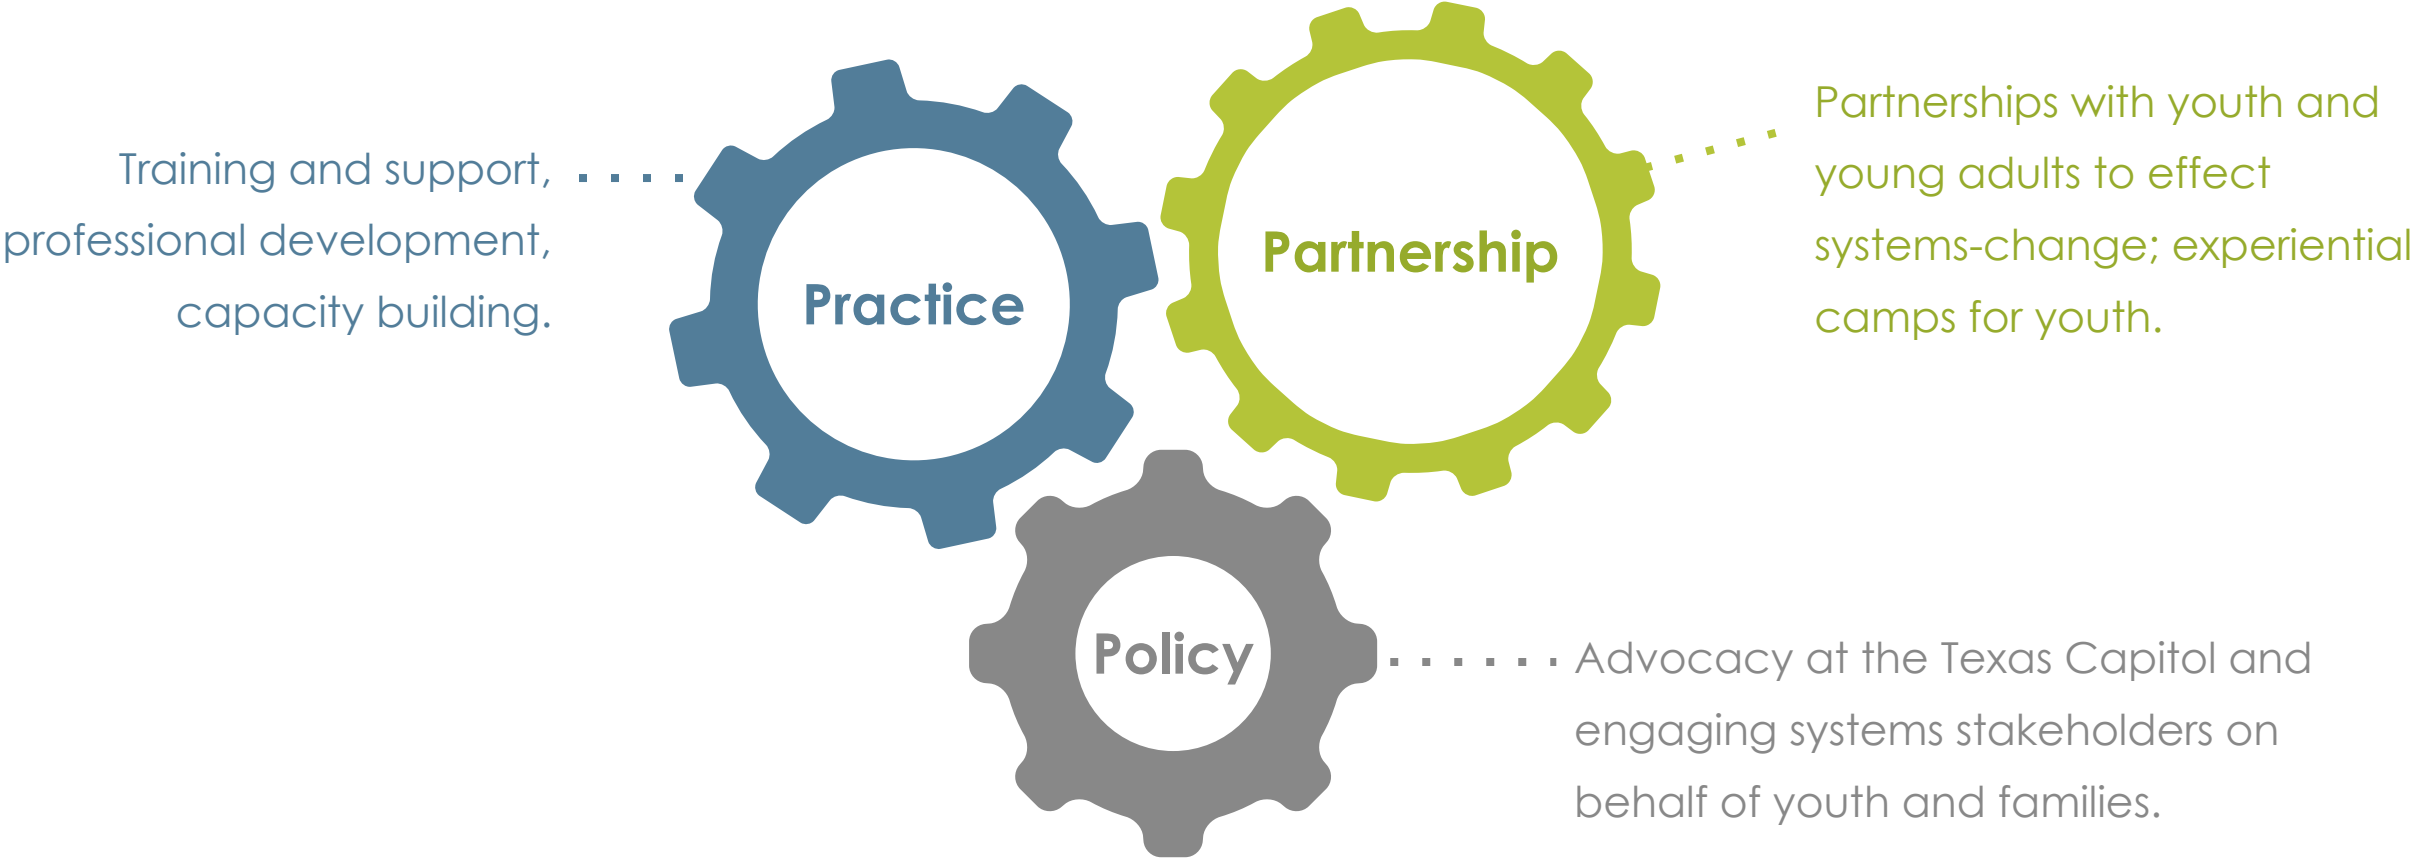 Training and support,
professional development,
capacity building.
Practice
Partnership
Partnerships with youth and
young adults to effect
systems-change; experiential
camps for youth.
Policy
Advocacy at the Texas Capitol and
engaging systems stakeholders on
behalf of youth and families.